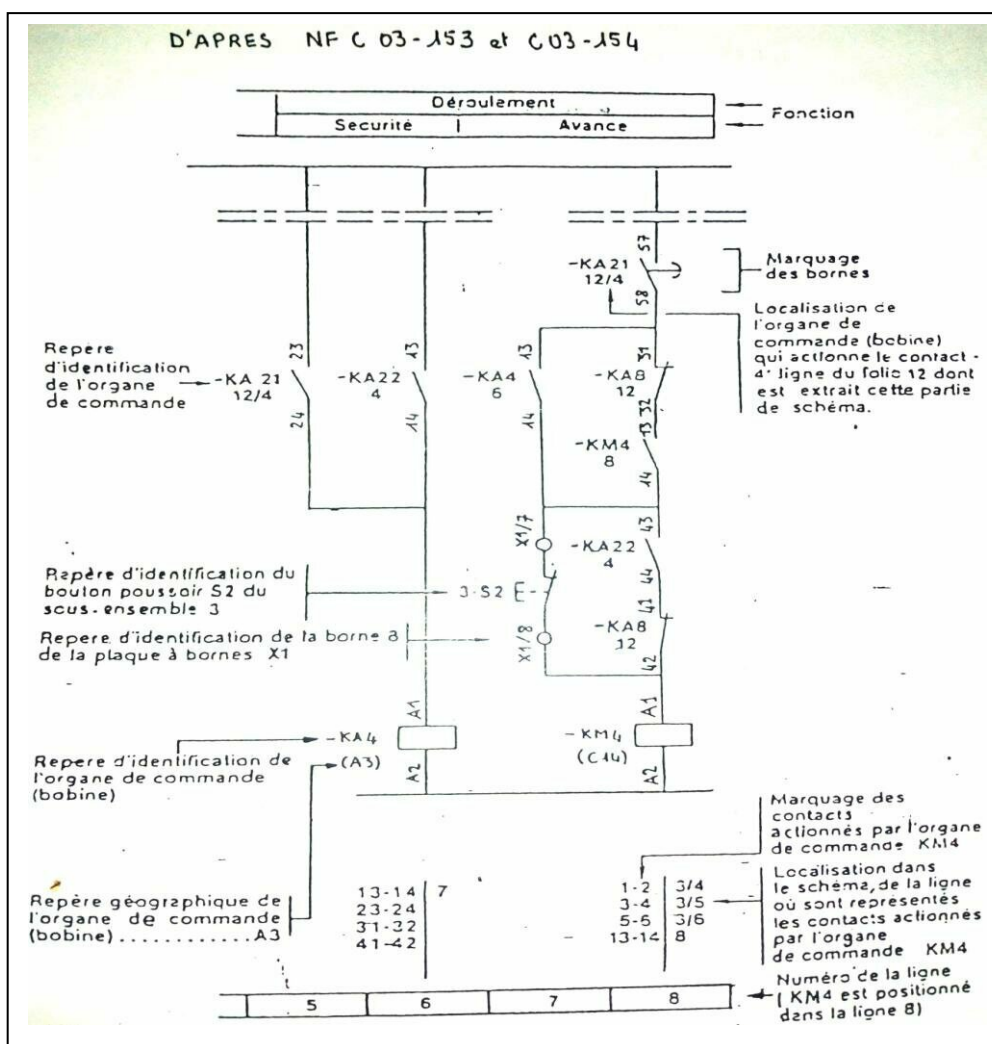 D'APRES NF C 03-153 et C03-154
Déroulement
Securité
Avance
Fonction
57
-KA21
12/4
58
Marquage
des bornes
Localisation de
l'organe de
commande (bobine)
qui actionne le contact -
4' ligne du folio 12 dont
est extrait cette partie
de schéma.
Repère
d'identification
de l'organe
de commande
23
-KA 21
12/4
24
13
-KA22
4
14
13
-KA4
6
14
31
-KA8
12
32
13
-KM4
8
14
X1/7
43
-KA22
4
44
Repère d'identification du
bouton poussoir S2 du
sous-ensemble 3
3-S2 E
41
-KA8
12
42
Repere d'identification de la borne 8
de la plaque à bornes X1
X1/8
A1
-KA4
(A3)
A2
A1
-KM4
(C14)
A2
Repere d'identification de
l'organe de commande
(bobine)
Marquage des
contacts
actionnés par l'organe
de commande KM4
Repère géographique de
l'organe de commande
(bobine)..........A3
13-14 7
23-24
31-32
41-42
1-2 3/4
3-4 3/5
5-6 3/6
13-14 8
Localisation dans
le schéma, de la ligne
où sont représentés
les contacts actionnés
par l'organe
de commande KM4
5 6 7 8
Numéro de la ligne
( KM4 est positionné
dans la ligne 8)